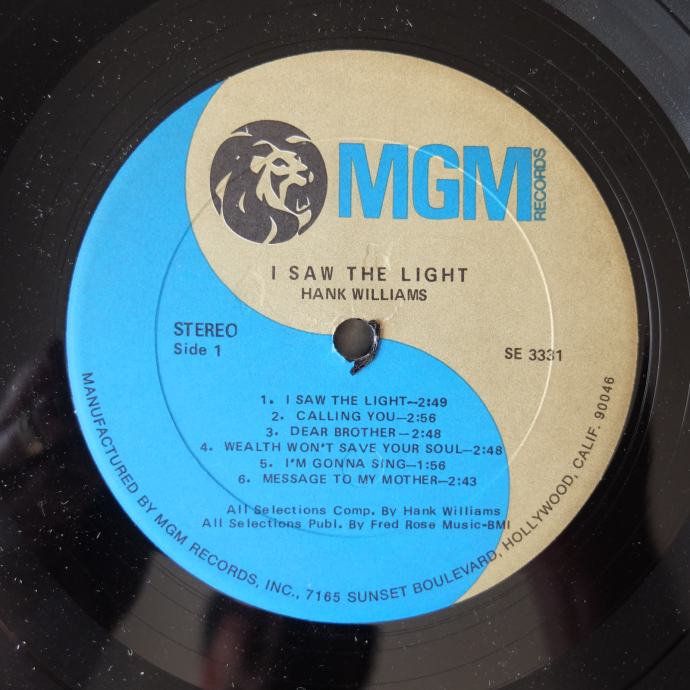 MGM
RECORDS
I SAW THE LIGHT
HANK WILLIAMS
STEREO
Side 1
SE 3331
1. I SAW THE LIGHT—2:49
2. CALLING YOU—2:56
3. DEAR BROTHER—2:48
4. WEALTH WON'T SAVE YOUR SOUL—2:48
5. I'M GONNA SING—1:56
6. MESSAGE TO MY MOTHER—2:43
All Selections Comp. By Hank Williams
All Selections Publ. By Fred Rose Music-BMI
MANUFACTURED BY MGM RECORDS, INC., 7165 SUNSET BOULEVARD, HOLLYWOOD, CALIF. 90046